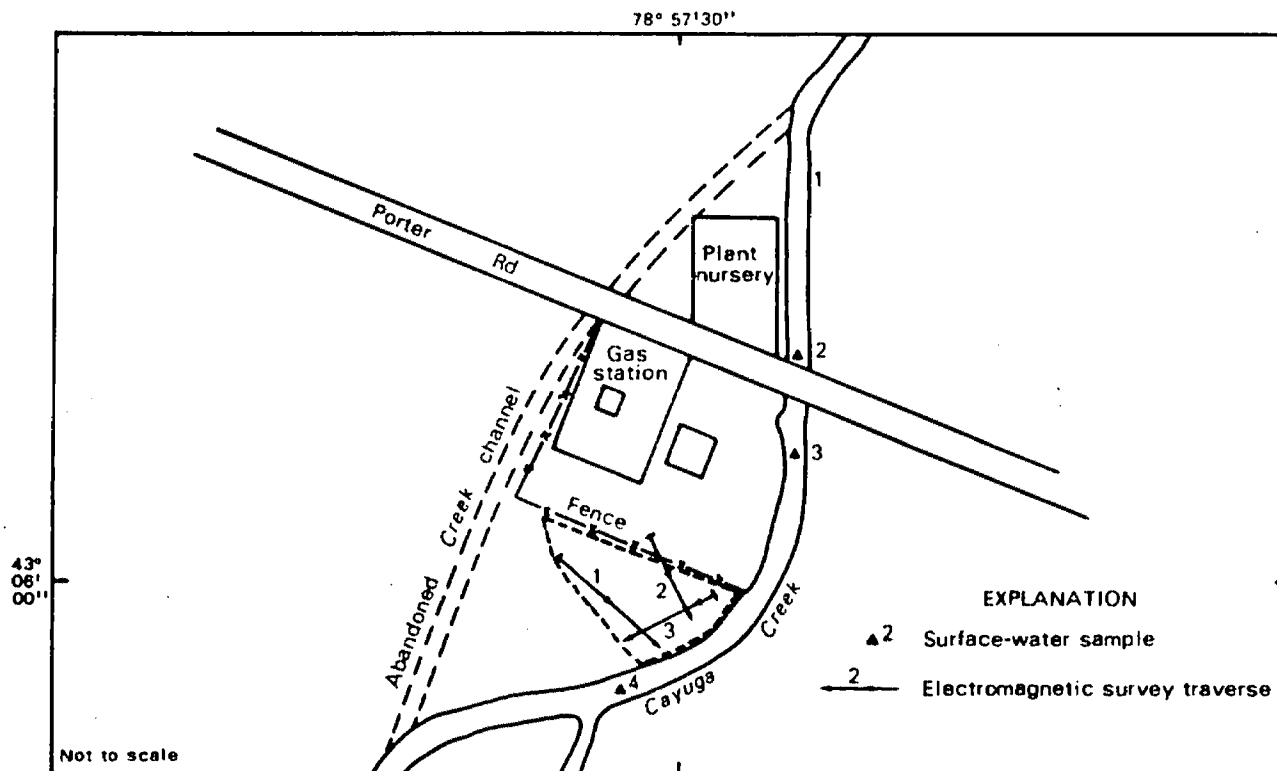 78° 57'30"
1
Porter
Rd
Plant
nursery
2
Gas
station
3
Abandoned Creek channel
Fence
43°
06'
00"
1
2
3
4
Cayuga Creek
EXPLANATION
2 Surface-water sample
2 Electromagnetic survey traverse
Not to scale